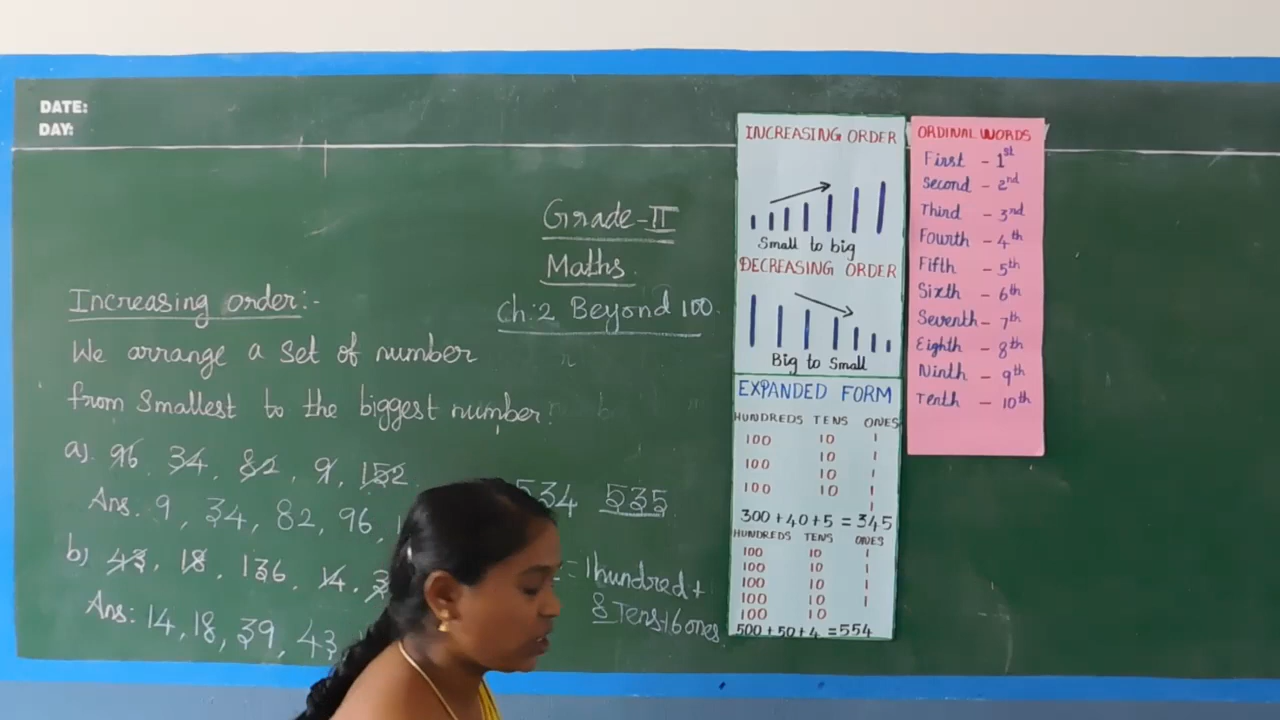 DATE:
DAY:
Grade-II
Maths.
Ch:2 Beyond 100.
Increasing order:-
We arrange a set of number
from smallest to the biggest number.
a). 96, 34, 82, 9, 152
Ans. 9, 34, 82, 96,
b) 43, 18, 136, 14,
Ans: 14, 18, 39, 43
534 535
= 1 hundred +
8 Tens+6 ones
INCREASING ORDER
Small to big
DECREASING ORDER
Big to Small
EXPANDED FORM
HUNDREDS TENS ONES
100 10 1
10 1
100 10 1
100 10 1
1
300+40+5 = 345
HUNDREDS TENS ONES
100 10 1
100 10 1
100 10 1
100 10 1
100 10
500+50+4 = 554
ORDINAL WORDS
First - 1st
Second - 2nd
Third - 3rd
Fourth - 4th
Fifth - 5th
Sixth - 6th
Seventh - 7th
Eighth - 8th
Ninth - 9th
Tenth - 10th